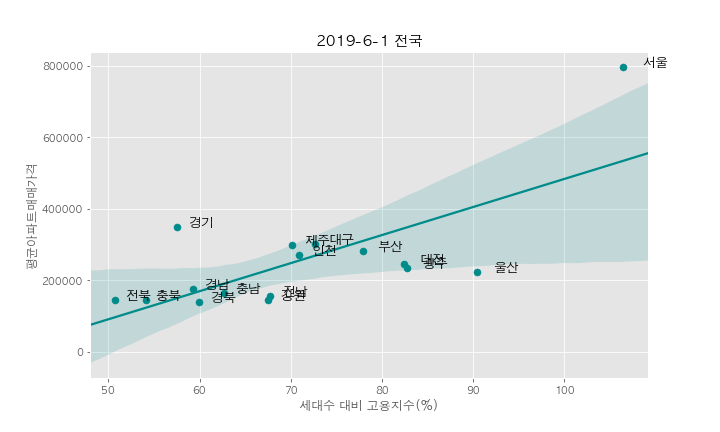 2019-6-1 전국
평균아파트매매가격
800000
600000
400000
200000
0
서울
경기
제주
대구
인천
부산
대전
광주
울산
전북
충북
경남
경북
충남
전남
강원
50
60
70
80
90
100
세대수 대비 고용지수(%)